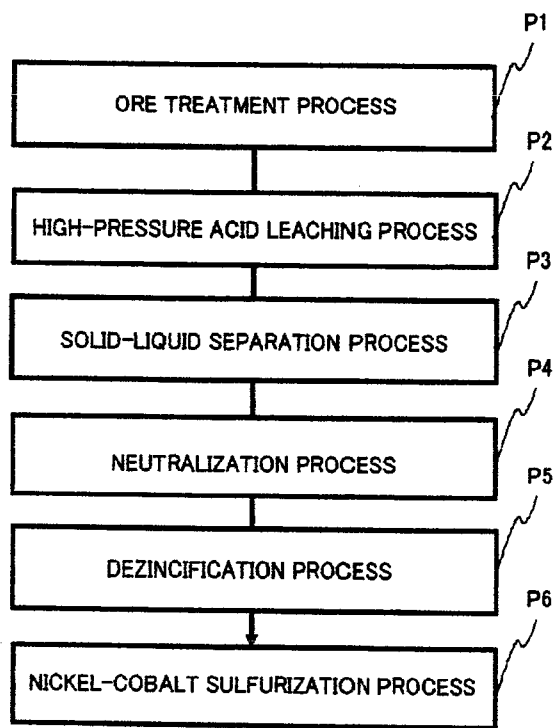 P1
ORE TREATMENT PROCESS
P2
HIGH-PRESSURE ACID LEACHING PROCESS
P3
SOLID-LIQUID SEPARATION PROCESS
P4
NEUTRALIZATION PROCESS
P5
DEZINCIFICATION PROCESS
P6
NICKEL-COBALT SULFURIZATION PROCESS